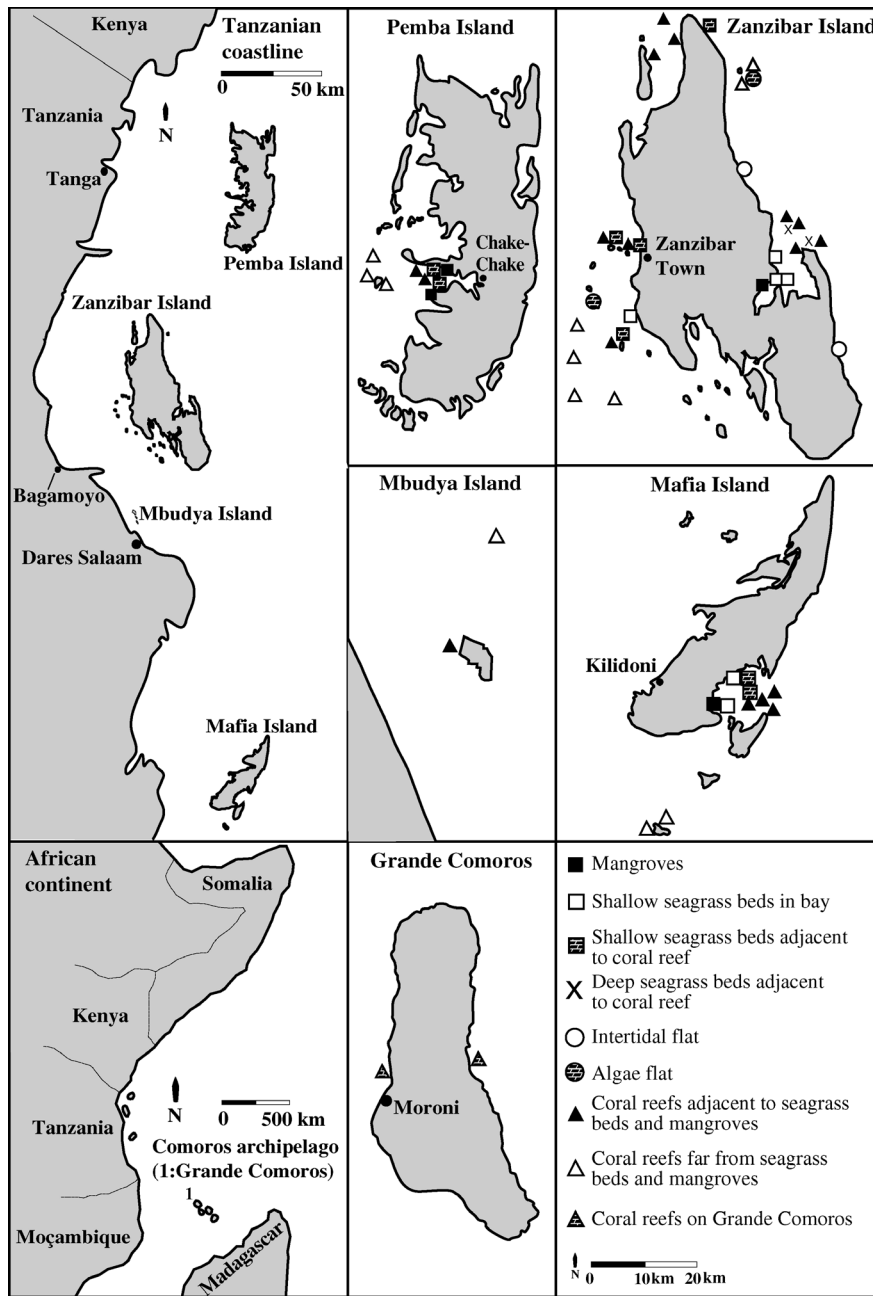 Kenya
Tanzanian
coastline
0 50 km
Tanzania
N
Tanga
Pemba Island
Zanzibar Island
Bagamoyo
Mbudya Island
Dares Salaam
Mafia Island
Pemba Island
Chake-
Chake
Zanzibar Island
Zanzibar
Town
Mbudya Island
Mafia Island
Kilidoni
African
continent
Somalia
Kenya
N
0 500 km
Tanzania
Comoros archipelago
(1:Grande Comoros)
1
Moçambique
Madagascar
Grande Comoros
Moroni
Mangroves
Shallow seagrass beds in bay
Shallow seagrass beds adjacent
to coral reef
Deep seagrass beds adjacent
to coral reef
Intertidal flat
Algae flat
Coral reefs adjacent to seagrass
beds and mangroves
Coral reefs far from seagrass
beds and mangroves
Coral reefs on Grande Comoros
N
0 10km 20km